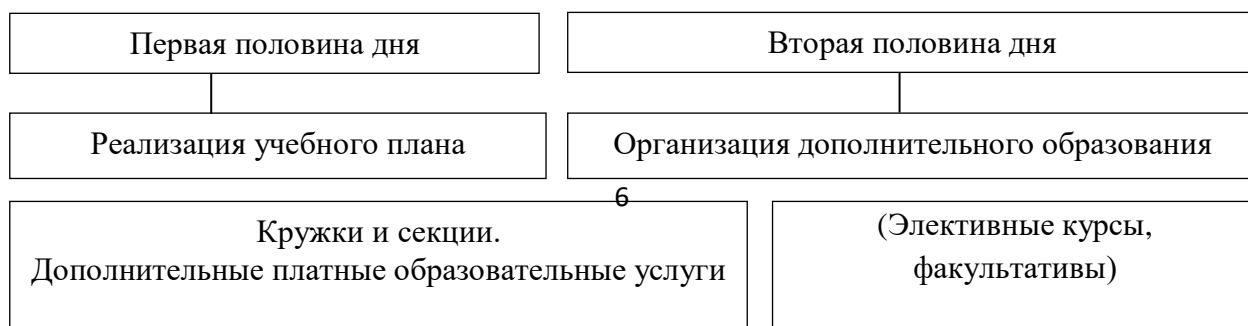 Первая половина дня
Вторая половина дня
Реализация учебного плана
Организация дополнительного образования
6
Кружки и секции.
Дополнительные платные образовательные услуги
(Элективные курсы,
факультативы)